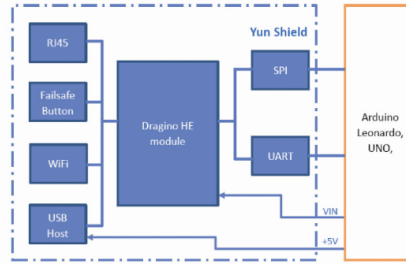 Yun Shield
RJ45
Failsafe
Button
WiFi
USB
Host
Dragino HE
module
SPI
UART
Arduino
Leonardo,
UNO,
VIN
+5V